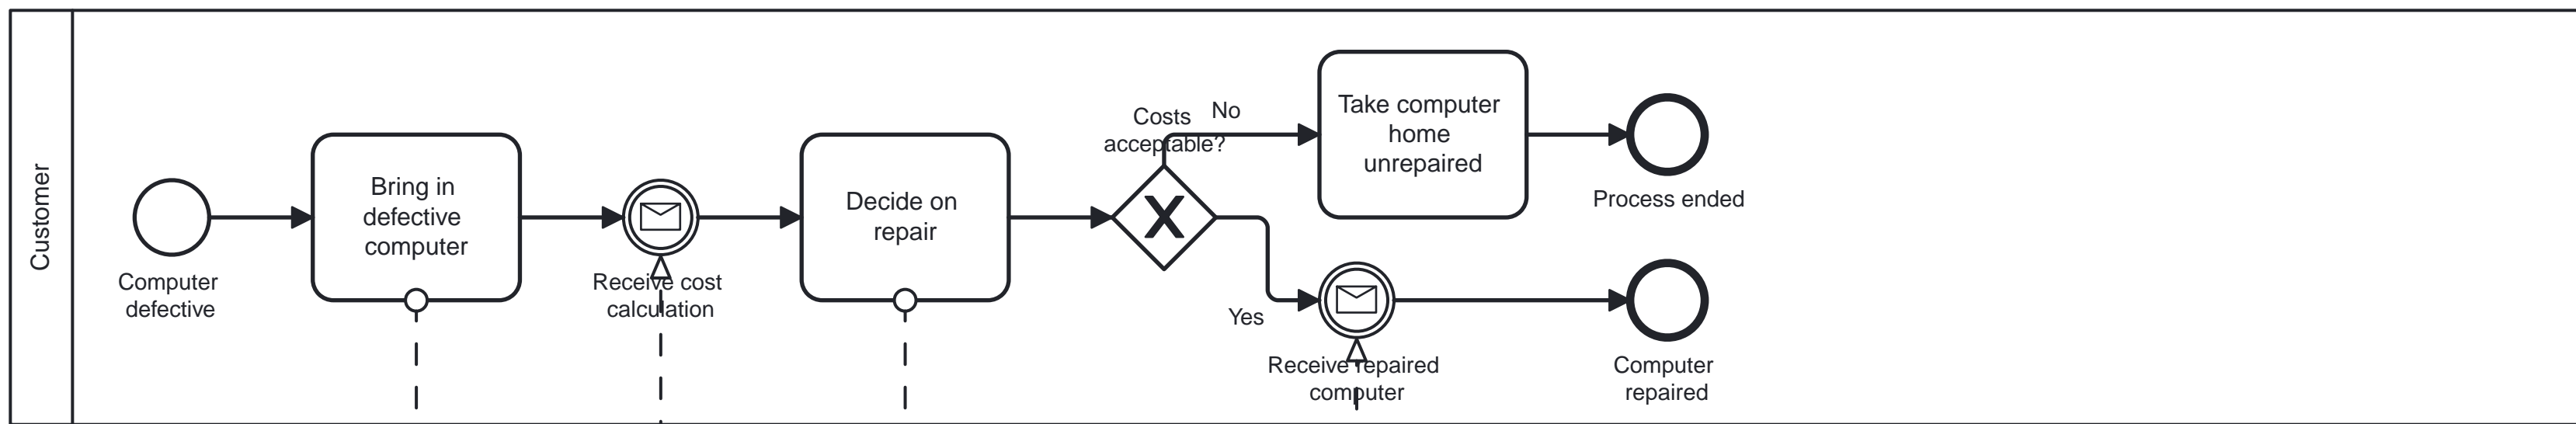 Customer
Computer
defective
Bring in
defective
computer
Receive cost
calculation
Decide on
repair
Costs
acceptable?
No
Yes
Take computer
home
unrepaired
Process ended
Receive repaired
computer
Computer
repaired